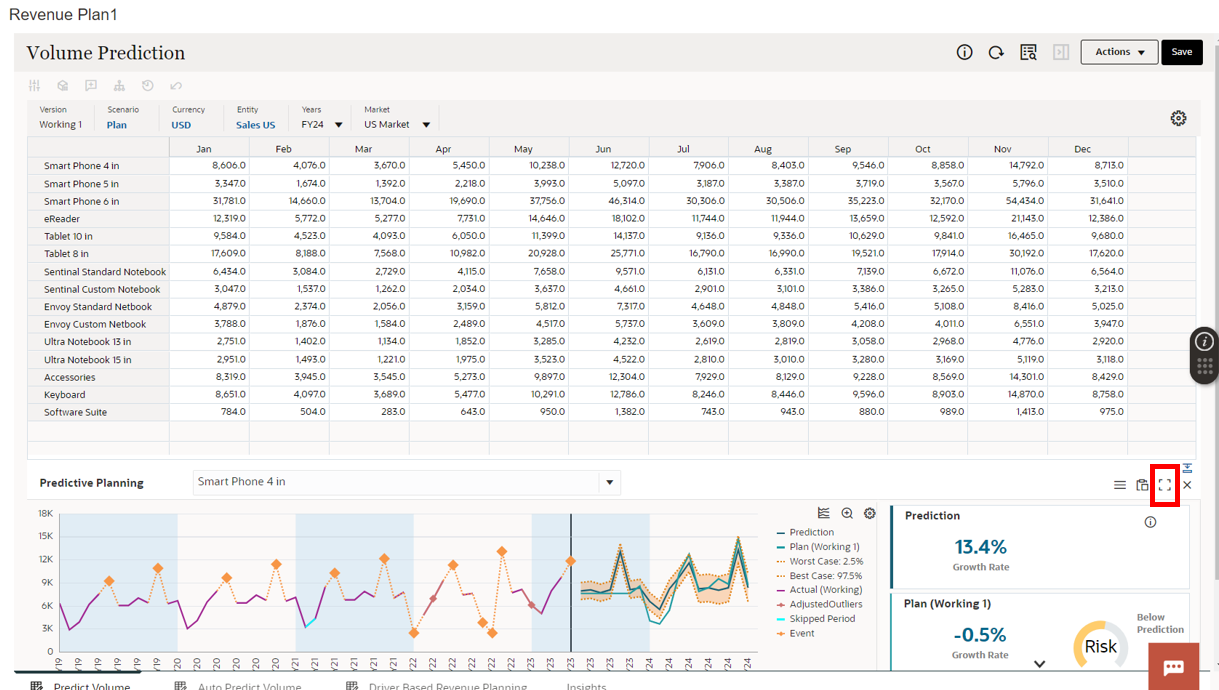 Revenue Plan1
Volume Prediction
Actions
Save
Version Scenario Currency Entity Years Market
Working 1 Plan USD Sales US FY24 US Market
Jan Feb Mar Apr May Jun Jul Aug Sep Oct Nov Dec
Smart Phone 4 in 8,606.0 4,076.0 3,670.0 5,450.0 10,238.0 12,720.0 7,906.0 8,403.0 9,546.0 8,858.0 14,792.0 8,713.0
Smart Phone 5 in 3,347.0 1,674.0 1,392.0 2,218.0 3,993.0 5,097.0 3,187.0 3,387.0 3,719.0 3,567.0 5,796.0 3,510.0
Smart Phone 6 in 31,781.0 14,660.0 13,704.0 19,690.0 37,756.0 46,314.0 30,306.0 30,506.0 35,223.0 32,170.0 54,434.0 31,641.0
eReader 12,319.0 5,772.0 5,277.0 7,731.0 14,646.0 18,102.0 11,744.0 11,944.0 13,659.0 12,592.0 21,143.0 12,386.0
Tablet 10 in 9,584.0 4,523.0 4,093.0 6,050.0 11,399.0 14,137.0 9,136.0 9,336.0 10,629.0 9,841.0 16,465.0 9,680.0
Tablet 8 in 17,609.0 8,188.0 7,568.0 10,982.0 20,928.0 25,771.0 16,790.0 16,990.0 19,521.0 17,914.0 30,192.0 17,620.0
Sentinal Standard Notebook 6,434.0 3,084.0 2,729.0 4,115.0 7,658.0 9,571.0 6,131.0 6,331.0 7,139.0 6,672.0 11,076.0 6,564.0
Sentinal Custom Notebook 3,047.0 1,537.0 1,262.0 2,034.0 3,637.0 4,661.0 2,901.0 3,101.0 3,386.0 3,265.0 5,283.0 3,213.0
Envoy Standard Netbook 4,879.0 2,374.0 2,056.0 3,159.0 5,812.0 7,317.0 4,648.0 4,848.0 5,416.0 5,108.0 8,416.0 5,025.0
Envoy Custom Netbook 3,788.0 1,876.0 1,584.0 2,489.0 4,517.0 5,737.0 3,609.0 3,809.0 4,208.0 4,011.0 6,551.0 3,947.0
Ultra Notebook 13 in 2,751.0 1,402.0 1,134.0 1,852.0 3,285.0 4,232.0 2,619.0 2,819.0 3,058.0 2,968.0 4,776.0 2,920.0
Ultra Notebook 15 in 2,951.0 1,493.0 1,221.0 1,975.0 3,523.0 4,522.0 2,810.0 3,010.0 3,280.0 3,169.0 5,119.0 3,118.0
Accessories 8,319.0 3,945.0 3,545.0 5,273.0 9,897.0 12,304.0 7,929.0 8,129.0 9,228.0 8,569.0 14,301.0 8,429.0
Keyboard 8,651.0 4,097.0 3,689.0 5,477.0 10,291.0 12,786.0 8,246.0 8,446.0 9,596.0 8,903.0 14,870.0 8,758.0
Software Suite 784.0 504.0 283.0 643.0 950.0 1,382.0 743.0 943.0 880.0 989.0 1,413.0 975.0
Predictive Planning
Smart Phone 4 in
18K
15K
12K
9K
6K
3K
0
Prediction
Plan (Working 1)
Worst Case: 2.5%
Best Case: 97.5%
Actual (Working)
AdjustedOutliers
Skipped Period
Event
Prediction
13.4%
Growth Rate
Plan (Working 1)
-0.5%
Growth Rate
Risk
Below
Prediction
Predict Volume Auto Predict Volume Driver Based Revenue Planning Insights